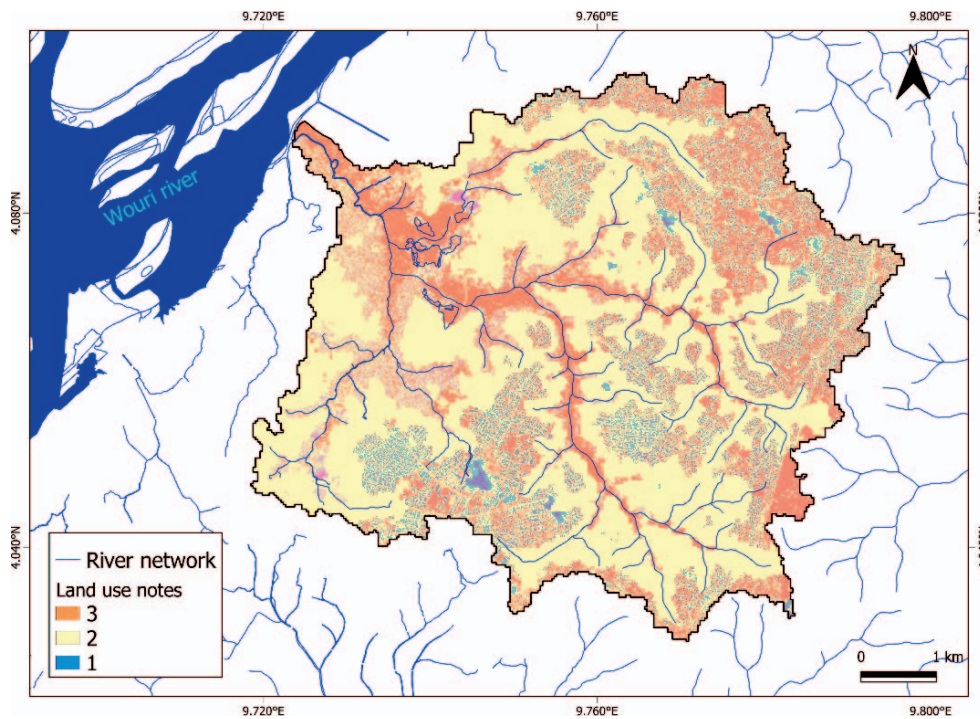 9.720°E 9.760°E 9.800°E
N
Wouri river
4.080°N
4.040°N
River network
Land use notes
3
2
1
0 1 km
9.720°E 9.760°E 9.800°E